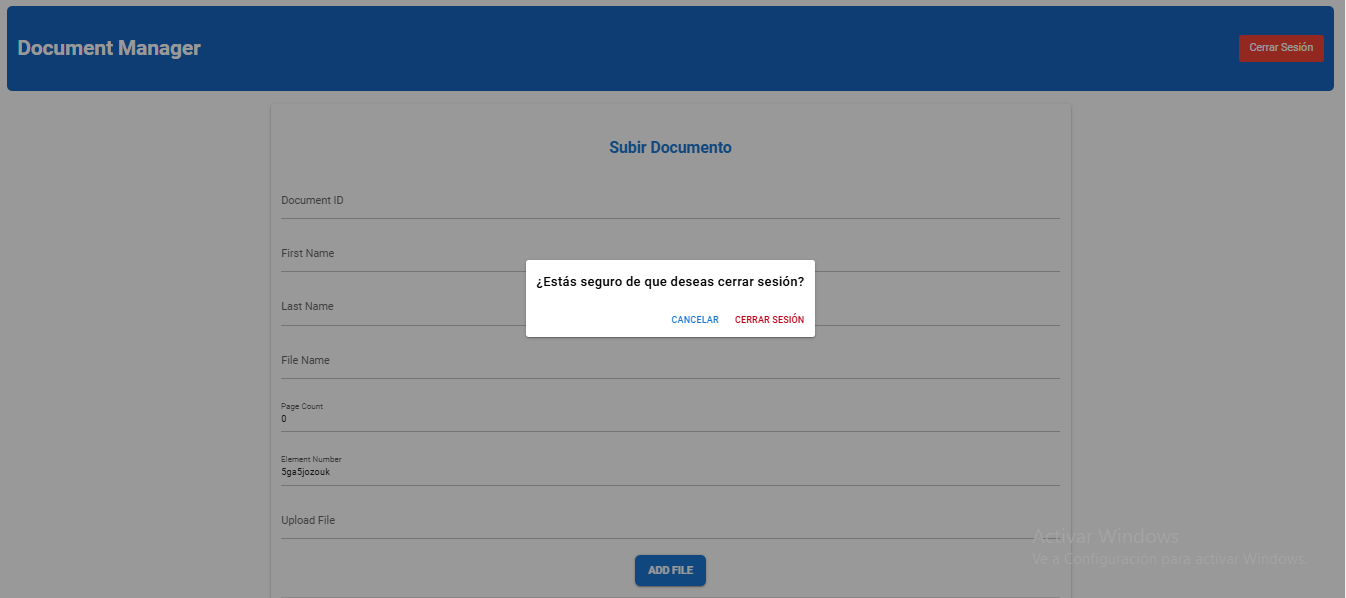 Document Manager
Cerrar Sesión
Subir Documento
Document ID
First Name
¿Estás seguro de que deseas cerrar sesión?
Last Name
CANCELAR CERRAR SESIÓN
File Name
Page Count
0
Element Number
5ga5jozouk
Upload File
Activar Windows
Ve a Configuración para activar Windows.
ADD FILE